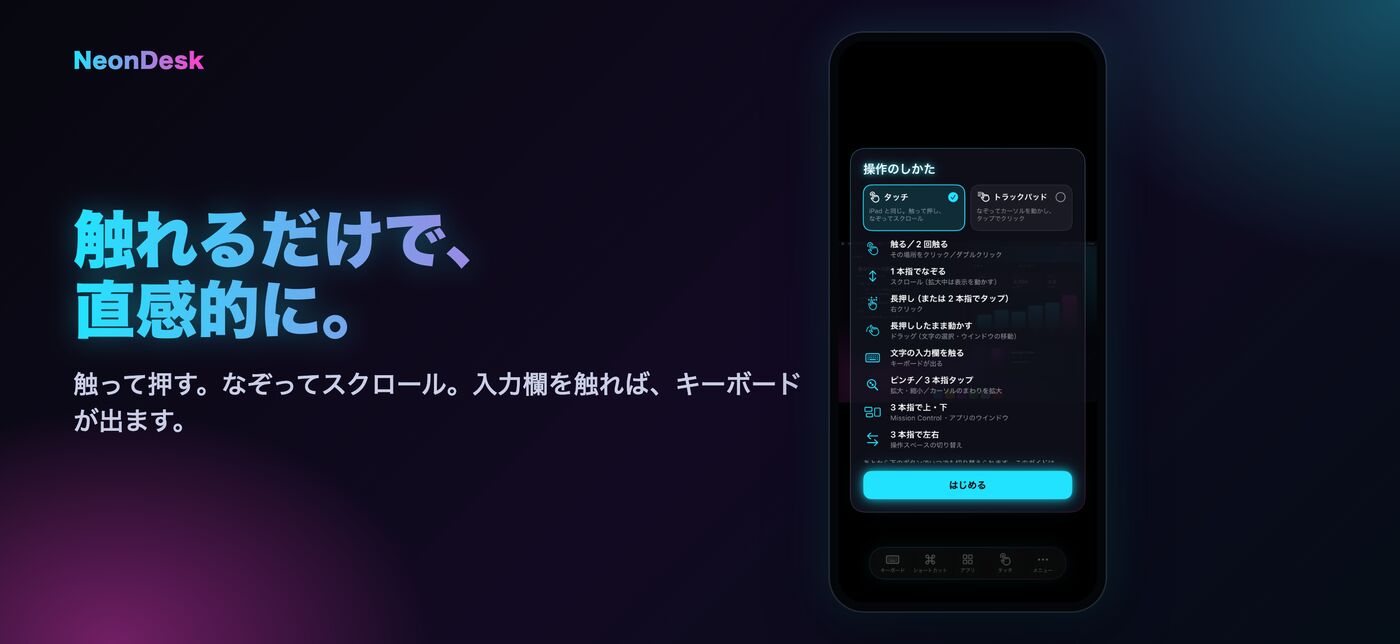 NeonDesk
触れるだけで、
直感的に。
触って押す。なぞってスクロール。入力欄を触れば、キーボード
が出ます。
操作のしかた
タッチ
iPad と同じ。触って押し、
なぞってスクロール
トラックパッド
なぞってカーソルを動かし、
タップでクリック
触る／2 回触る
その場所をクリック／ダブルクリック
1 本指でなぞる
スクロール（拡大中は表示を動かす）
長押し（または 2 本指でタップ）
右クリック
長押ししたまま動かす
ドラッグ（文字の選択・ウインドウの移動）
文字の入力欄を触る
キーボードが出る
ピンチ／3 本指タップ
拡大・縮小／カーソルのまわりを拡大
3 本指で上・下
Mission Control・アプリのウインドウ
3 本指で左右
操作スペースの切り替え
はじめる
キーボード
ショートカット
アプリ
タッチ
メニュー